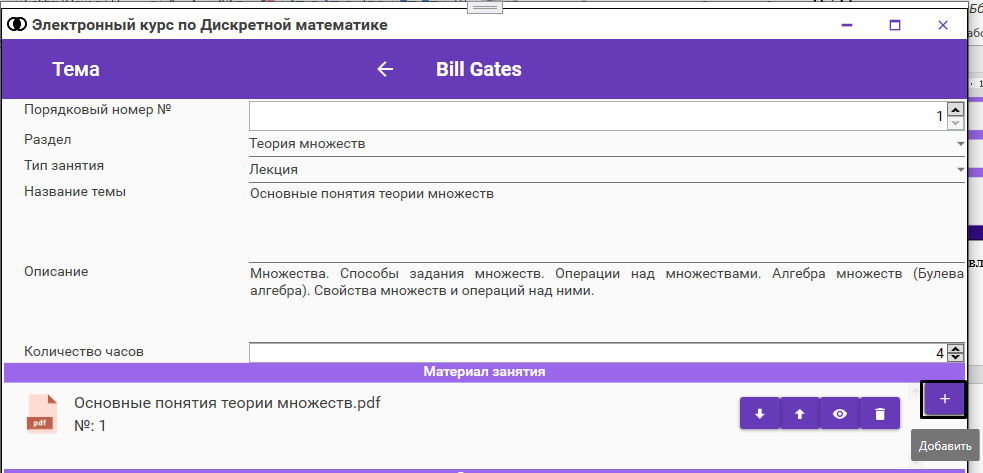 Электронный курс по Дискретной математике
Тема
Bill Gates
Порядковый номер №
1
Раздел
Теория множеств
Тип занятия
Лекция
Название темы
Основные понятия теории множеств
Описание
Множества. Способы задания множеств. Операции над множествами. Алгебра множеств (Булева
алгебра). Свойства множеств и операций над ними.
Количество часов
4
Материал занятия
pdf
Основные понятия теории множеств.pdf
№: 1
Добавить